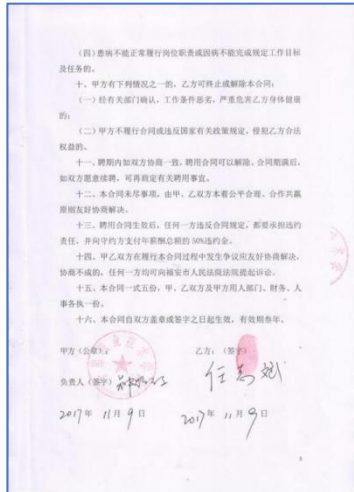 （四）患病不能正常履行岗位职责或因病不能完成规定工作目标
及任务的。
十、甲方有下列情况之一的，乙方可终止或解除本合同：
（一）经有关部门确认，工作条件恶劣，严重危害乙方身体健康
的；
（二）甲方不履行合同或违反国家有关政策规定，侵犯乙方合法
权益的。
十一、聘期内如双方协商一致，聘用合同可以解除。合同期满后，
如双方愿意续聘，可再商定有关聘用事宜。
十二、本合同未尽事项，由甲、乙双方本着公平合理、合作共赢
原则友好协商解决。
十三、聘用合同生效后，任何一方违反合同规定，都要承担违约
责任，并向守约方支付年薪酬总额的50%违约金。
十四、甲乙双方在履行本合同过程中发生争议应友好协商解决，
协商不成的，任何一方均可向福安市人民法院法院提起诉讼。
十五、本合同一式五份，甲、乙双方及甲方用人部门、财务、人
事各执一份。
十六、本合同自双方盖章或签字之日起生效，有效期叁年。
甲方（公章）： 乙方：（签字）
负责人（签字） 任高斌
2017年 11月 9日 2017年 11月 9日